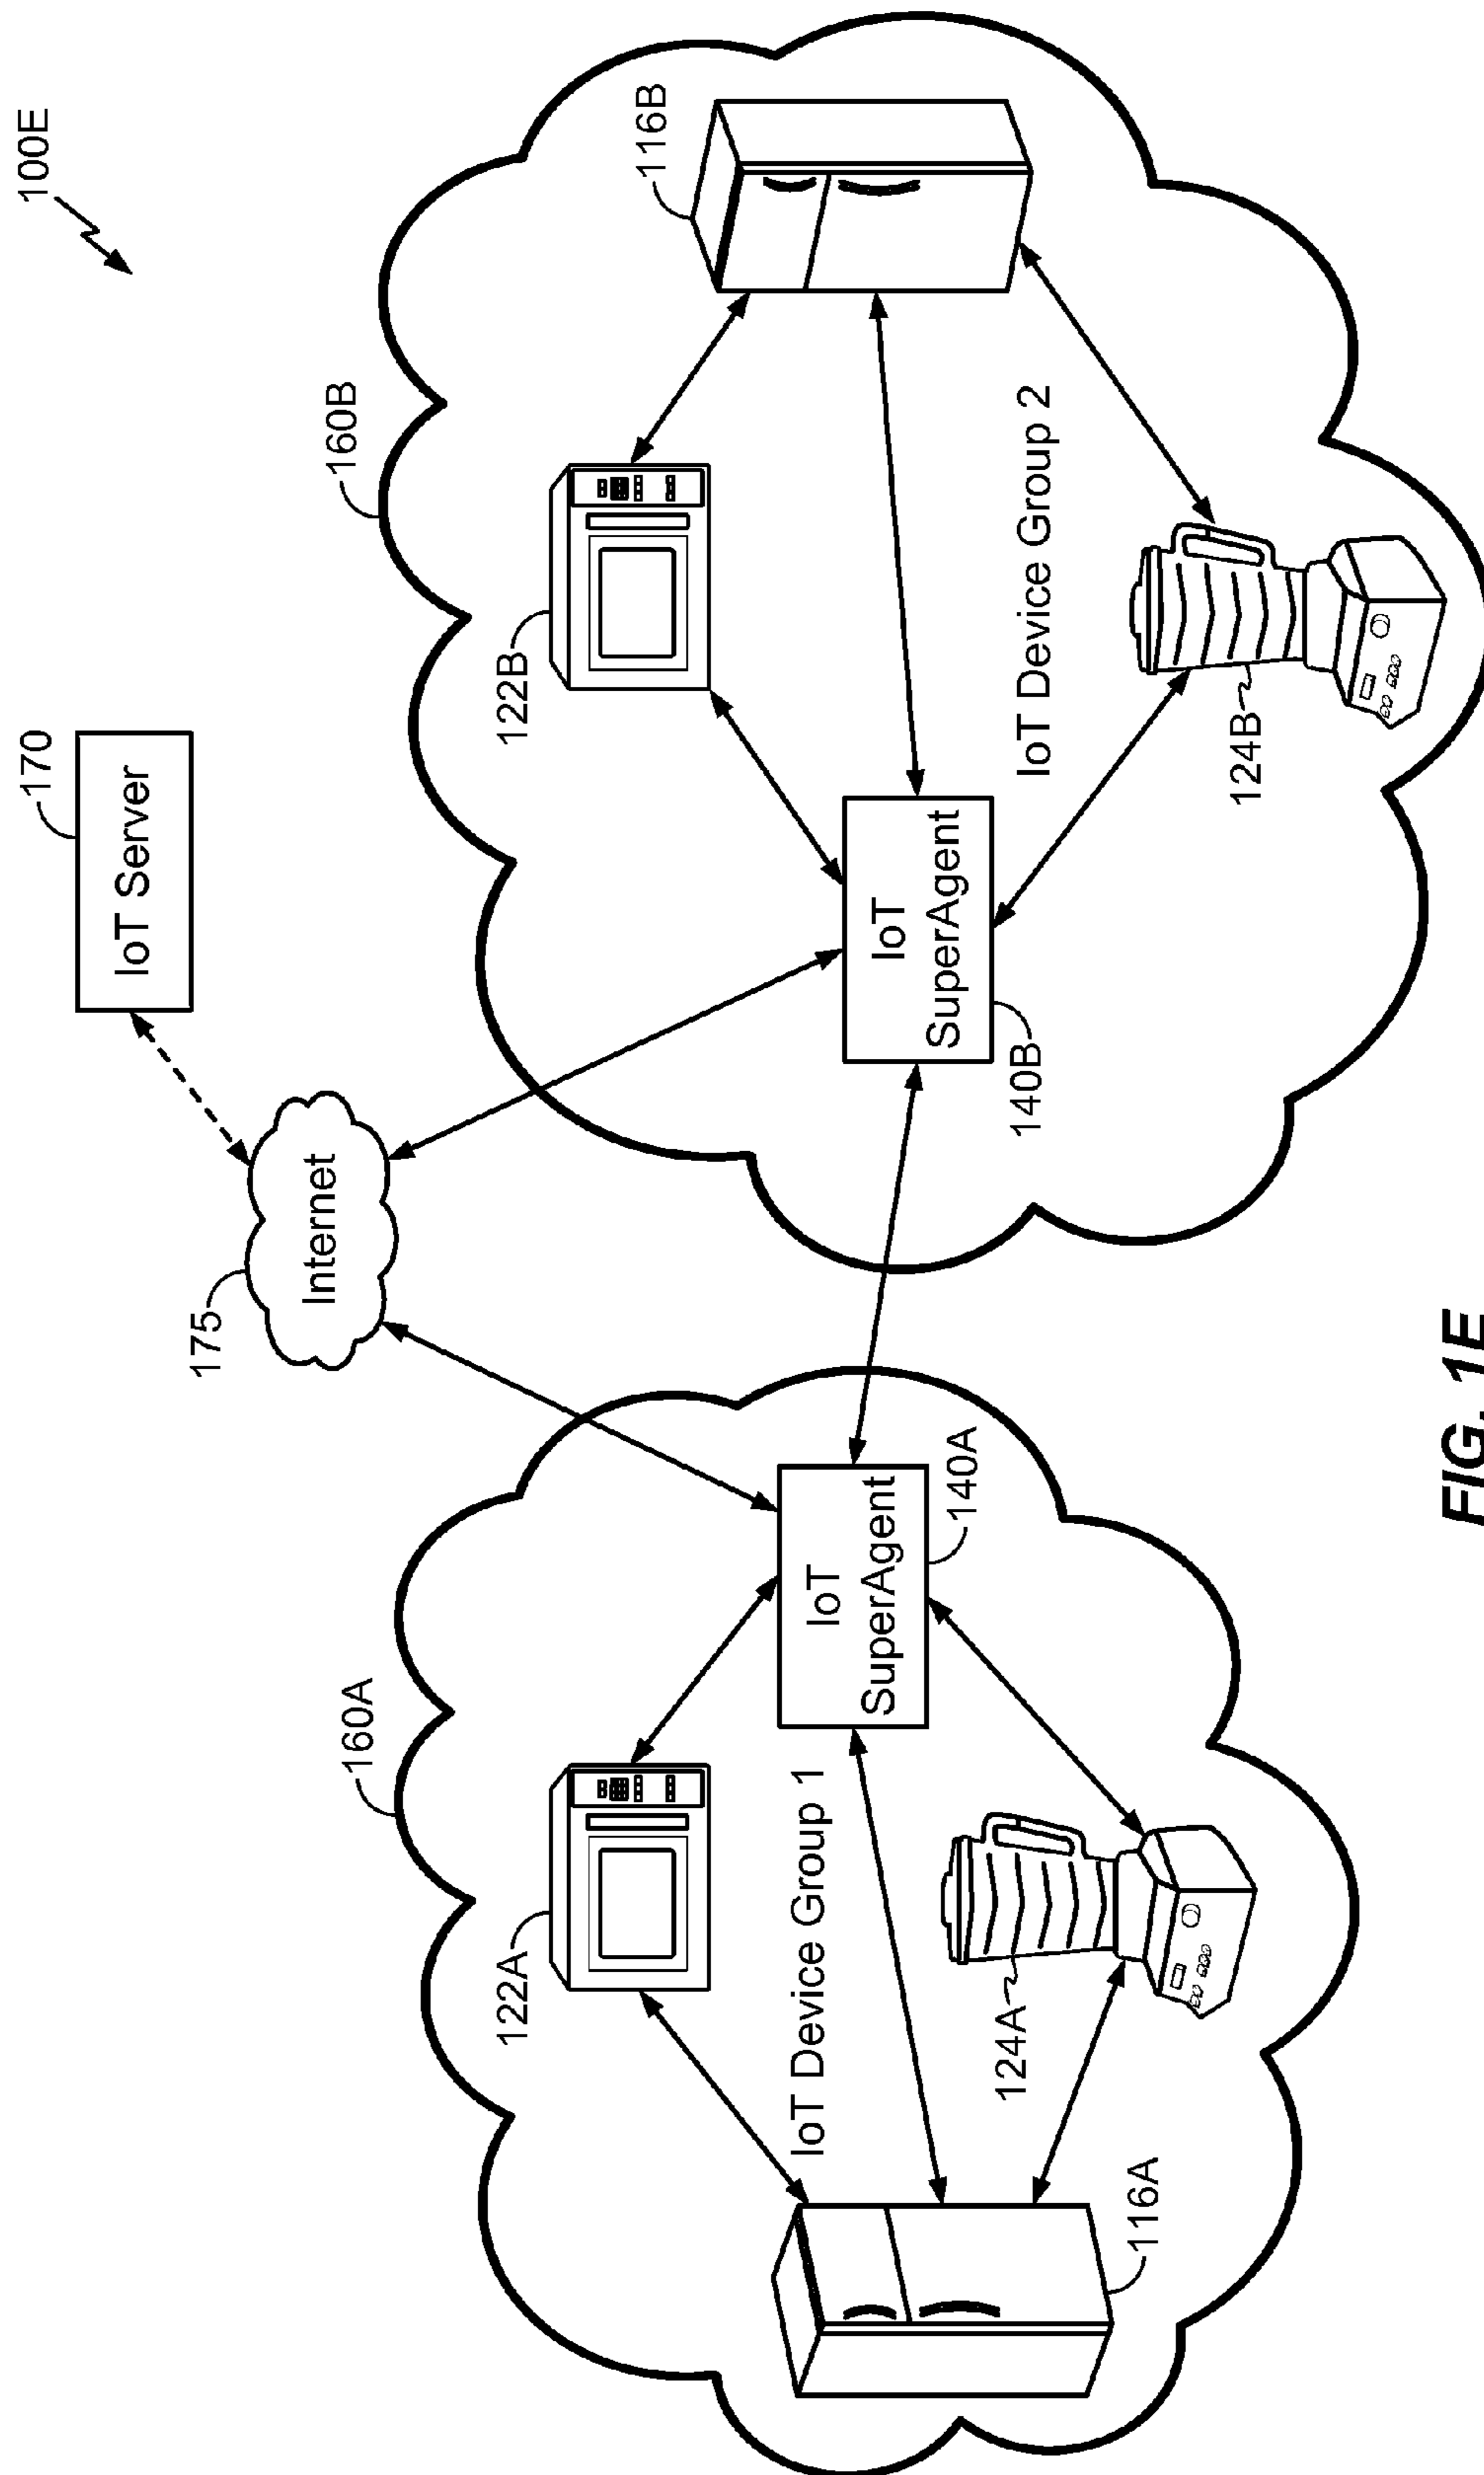 100E
170
IoT Server
175
Internet
160A
160B
122A
122B
116B
IoT Device Group 1
IoT
SuperAgent
140A
IoT
SuperAgent
140B
IoT Device Group 2
124A
124B
116A
FIG. 1E